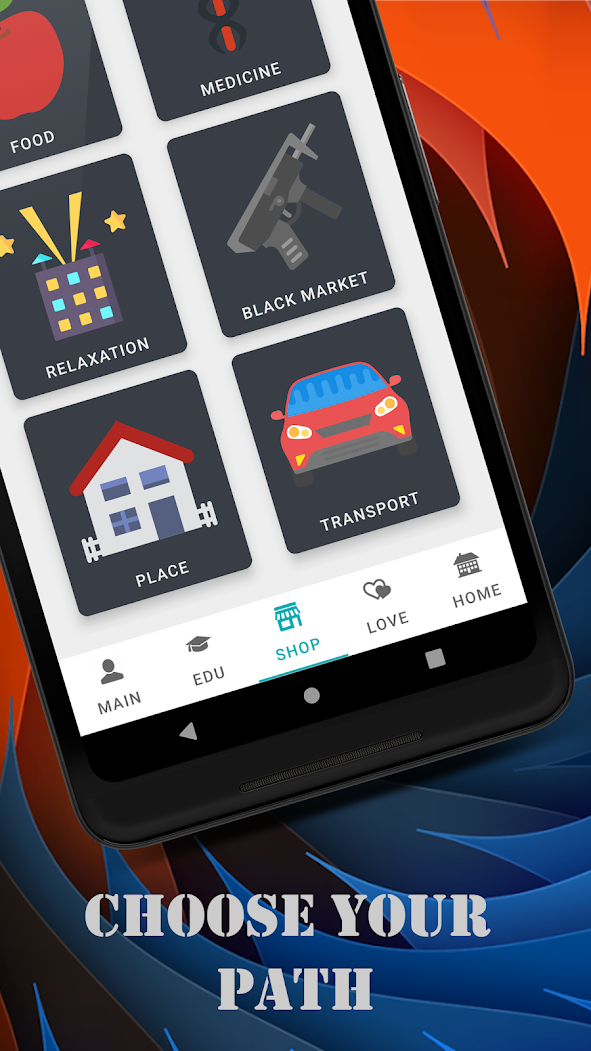 MEDICINE
FOOD
BLACK MARKET
RELAXATION
TRANSPORT
PLACE
MAIN
EDU
SHOP
LOVE
HOME
CHOOSE YOUR
PATH